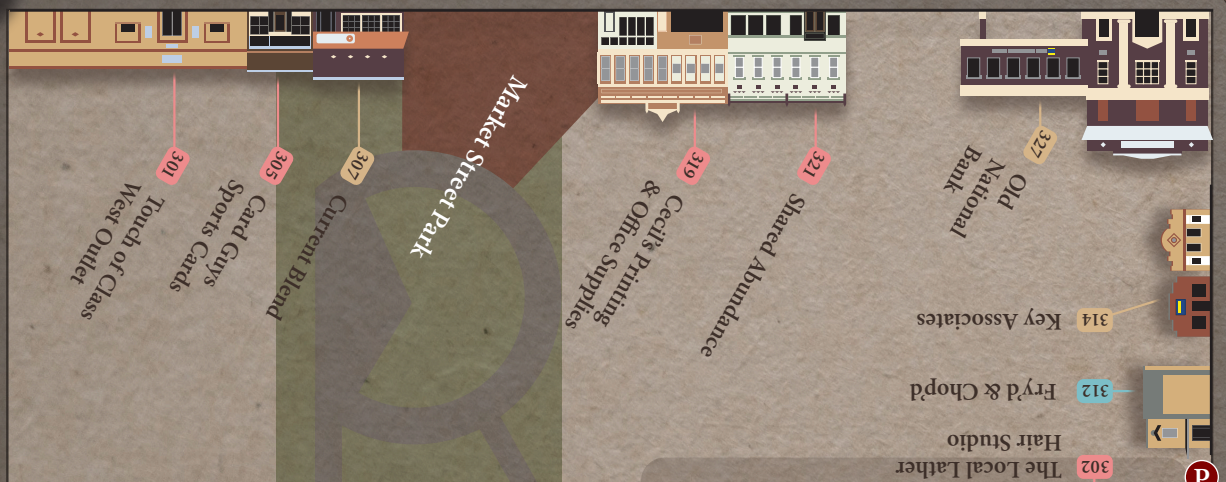 301
Touch of Class
West Outlet
305
Card Guys
Sports Cards
307
Current Blend
Market Street Park
319
Cecil's Printing
& Office Supplies
321
Shared Abundance
327
Old
National
Bank
314
Key Associates
312
Fry'd & Chop'd
302
The Local Lather
Hair Studio
P